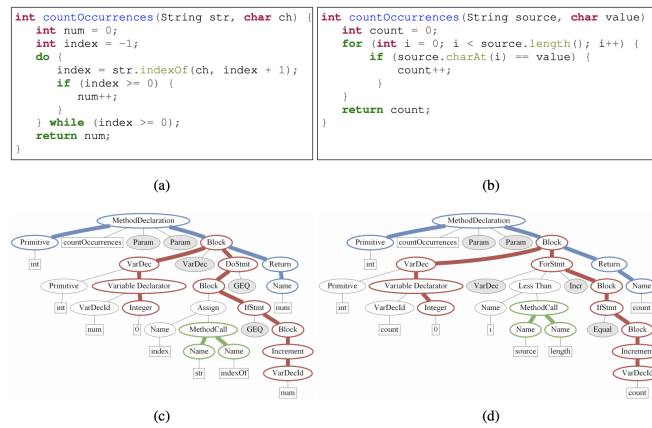 int countOccurrences(String str, char ch) {
int num = 0;
int index = -1;
do {
index = str.indexOf(ch, index + 1);
if (index >= 0) {
num++;
}
} while (index >= 0);
return num;
}
int countOccurrences(String source, char value)
int count = 0;
for (int i = 0; i < source.length(); i++) {
if (source.charAt(i) == value) {
count++;
}
}
return count;
}
(a)
(b)
MethodDeclaration
Primitive countOccurrences Param Param Block
int VarDec VarDec DoStmt Return
Primitive Variable Declarator Block GEQ Name
int VarDecId Integer Assign IfStmt num
num 0 Name MethodCall GEQ Block
index Name Name Increment
str indexOf VarDecId
num
(c)
MethodDeclaration
Primitive countOccurrences Param Param Block
int VarDec ForStmt Return
Primitive Variable Declarator VarDec Less Than Incr Block Name
int VarDecId Integer Name MethodCall IfStmt count
count 0 i Name Name Equal Block
source length Increment
VarDecId
count
(d)